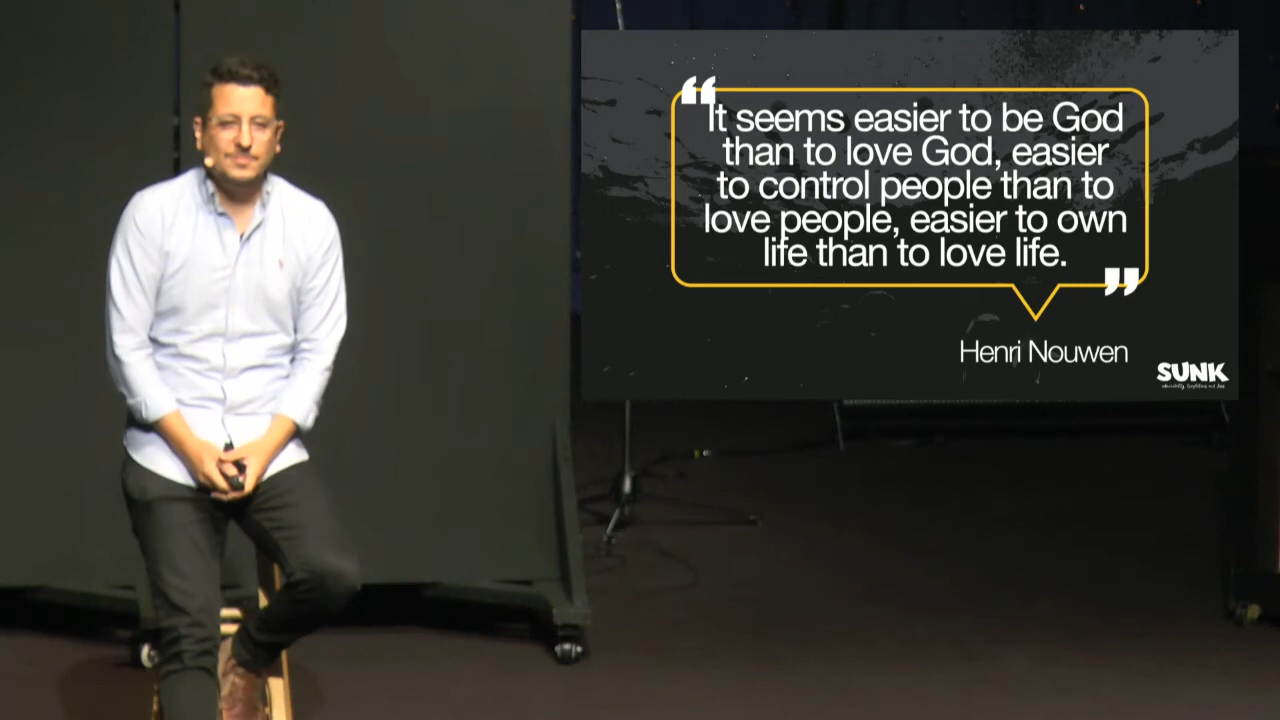 “It seems easier to be God
than to love God, easier
to control people than to
love people, easier to own
life than to love life.”
Henri Nouwen
SUNK